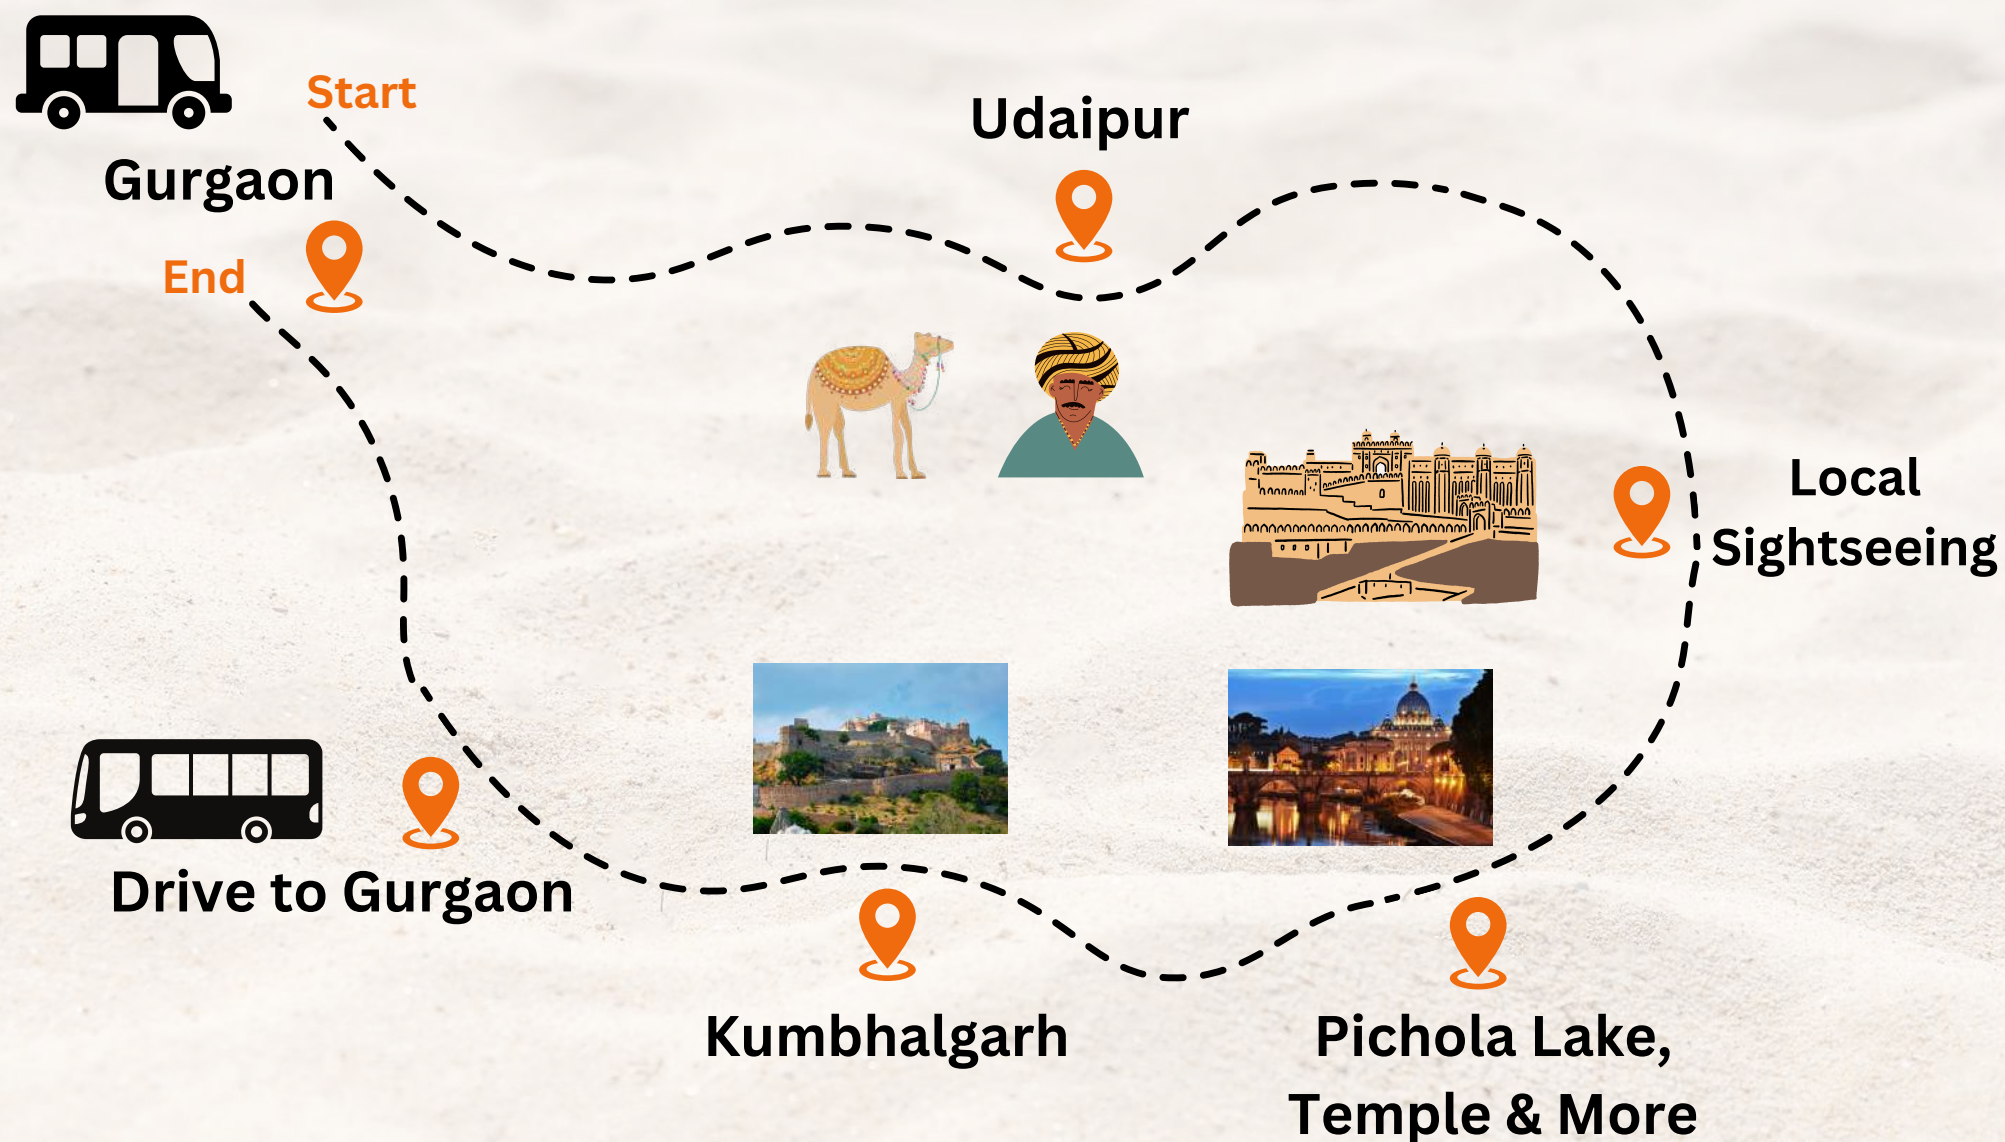 Start
Gurgaon
End
Udaipur
Local
Sightseeing
Pichola Lake,
Temple & More
Kumbhalgarh
Drive to Gurgaon